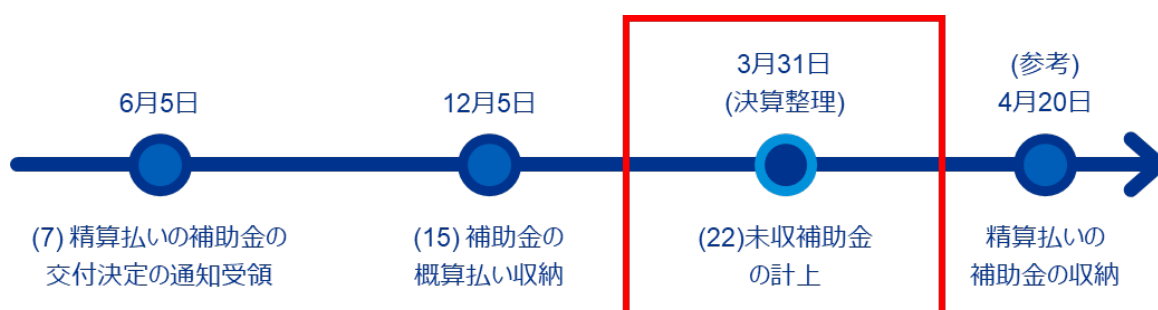 6月5日
(7) 精算払いの補助金の
交付決定の通知受領
12月5日
(15) 補助金の
概算払い収納
3月31日
(決算整理)
(22)未収補助金
の計上
(参考)
4月20日
精算払いの
補助金の収納